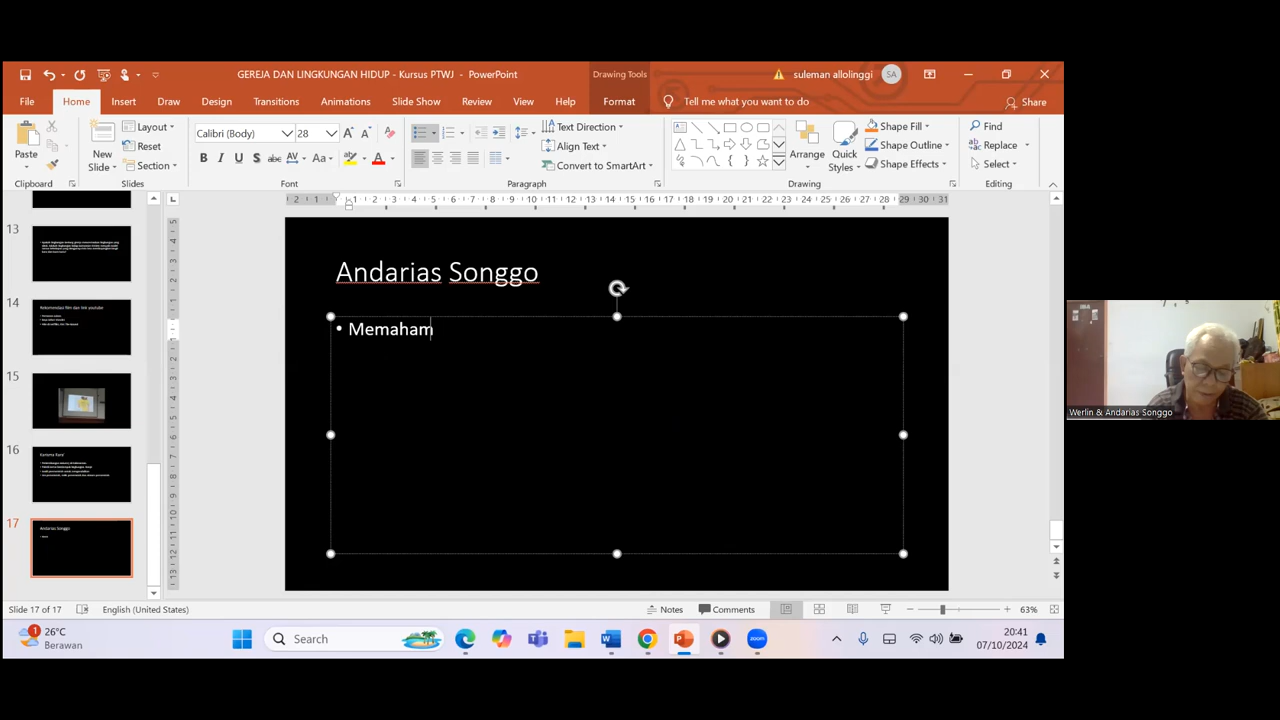 GEREJA DAN LINGKUNGAN HIDUP - Kursus PTWJ - PowerPoint
Drawing Tools
suleman allolinggi
SA
File Home Insert Draw Design Transitions Animations Slide Show Review View Help Format Tell me what you want to do Share
Paste
New Slide
Layout
Reset
Section
Calibri (Body) 28
Text Direction
Align Text
Convert to SmartArt
Arrange
Quick Styles
Shape Fill
Shape Outline
Shape Effects
Find
Replace
Select
Clipboard Slides Font Paragraph Drawing Editing
13
14
15
16
17
Andarias Songgo
• Memaham
Werlin & Andarias Songgo
Slide 17 of 17 English (United States) Notes Comments 63%
1
26°C
Berawan
Search
zoom
20:41
07/10/2024